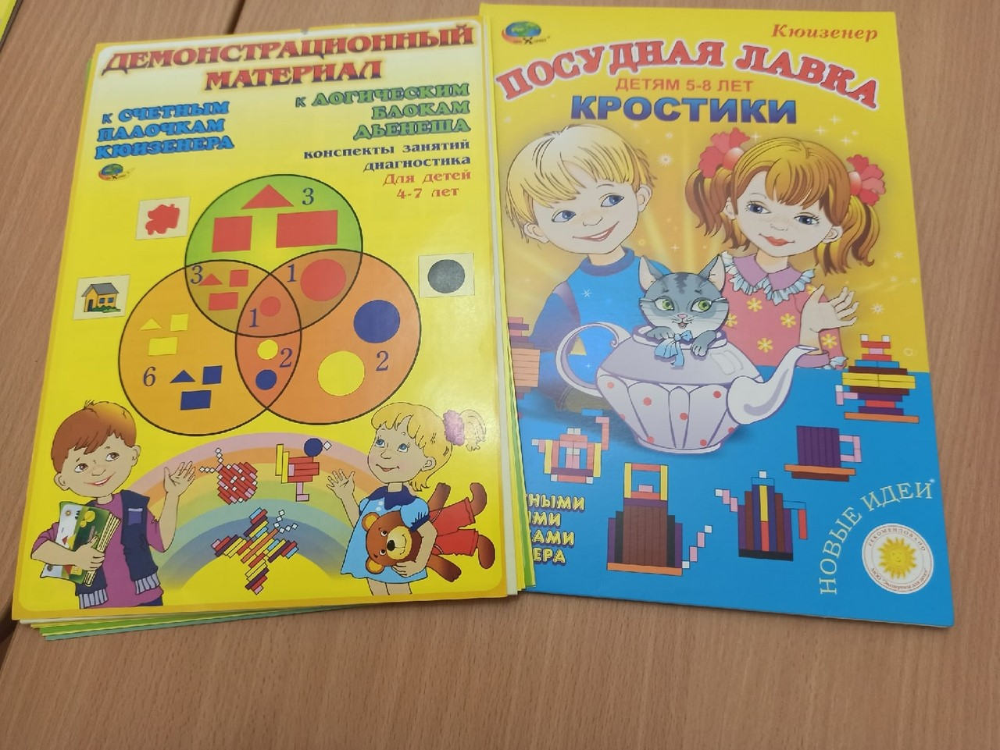 ДЕМОНСТРАЦИОННЫЙ
МАТЕРИАЛ
к СЧЕТНЫМ
ПАЛОЧКАМ
КЮИЗЕНЕРА
к ЛОГИЧЕСКИМ
БЛОКАМ
ДЬЕНЕША
конспекты занятий
диагностика
Для детей
4-7 лет
3
3
1
1
2
6
2
Кюизенер
ПОСУДНАЯ ЛАВКА
ДЕТЯМ 5-8 ЛЕТ
КРОСТИКИ
НОВЫЕ ИДЕИ
РЕКОМЕНДОВАНО